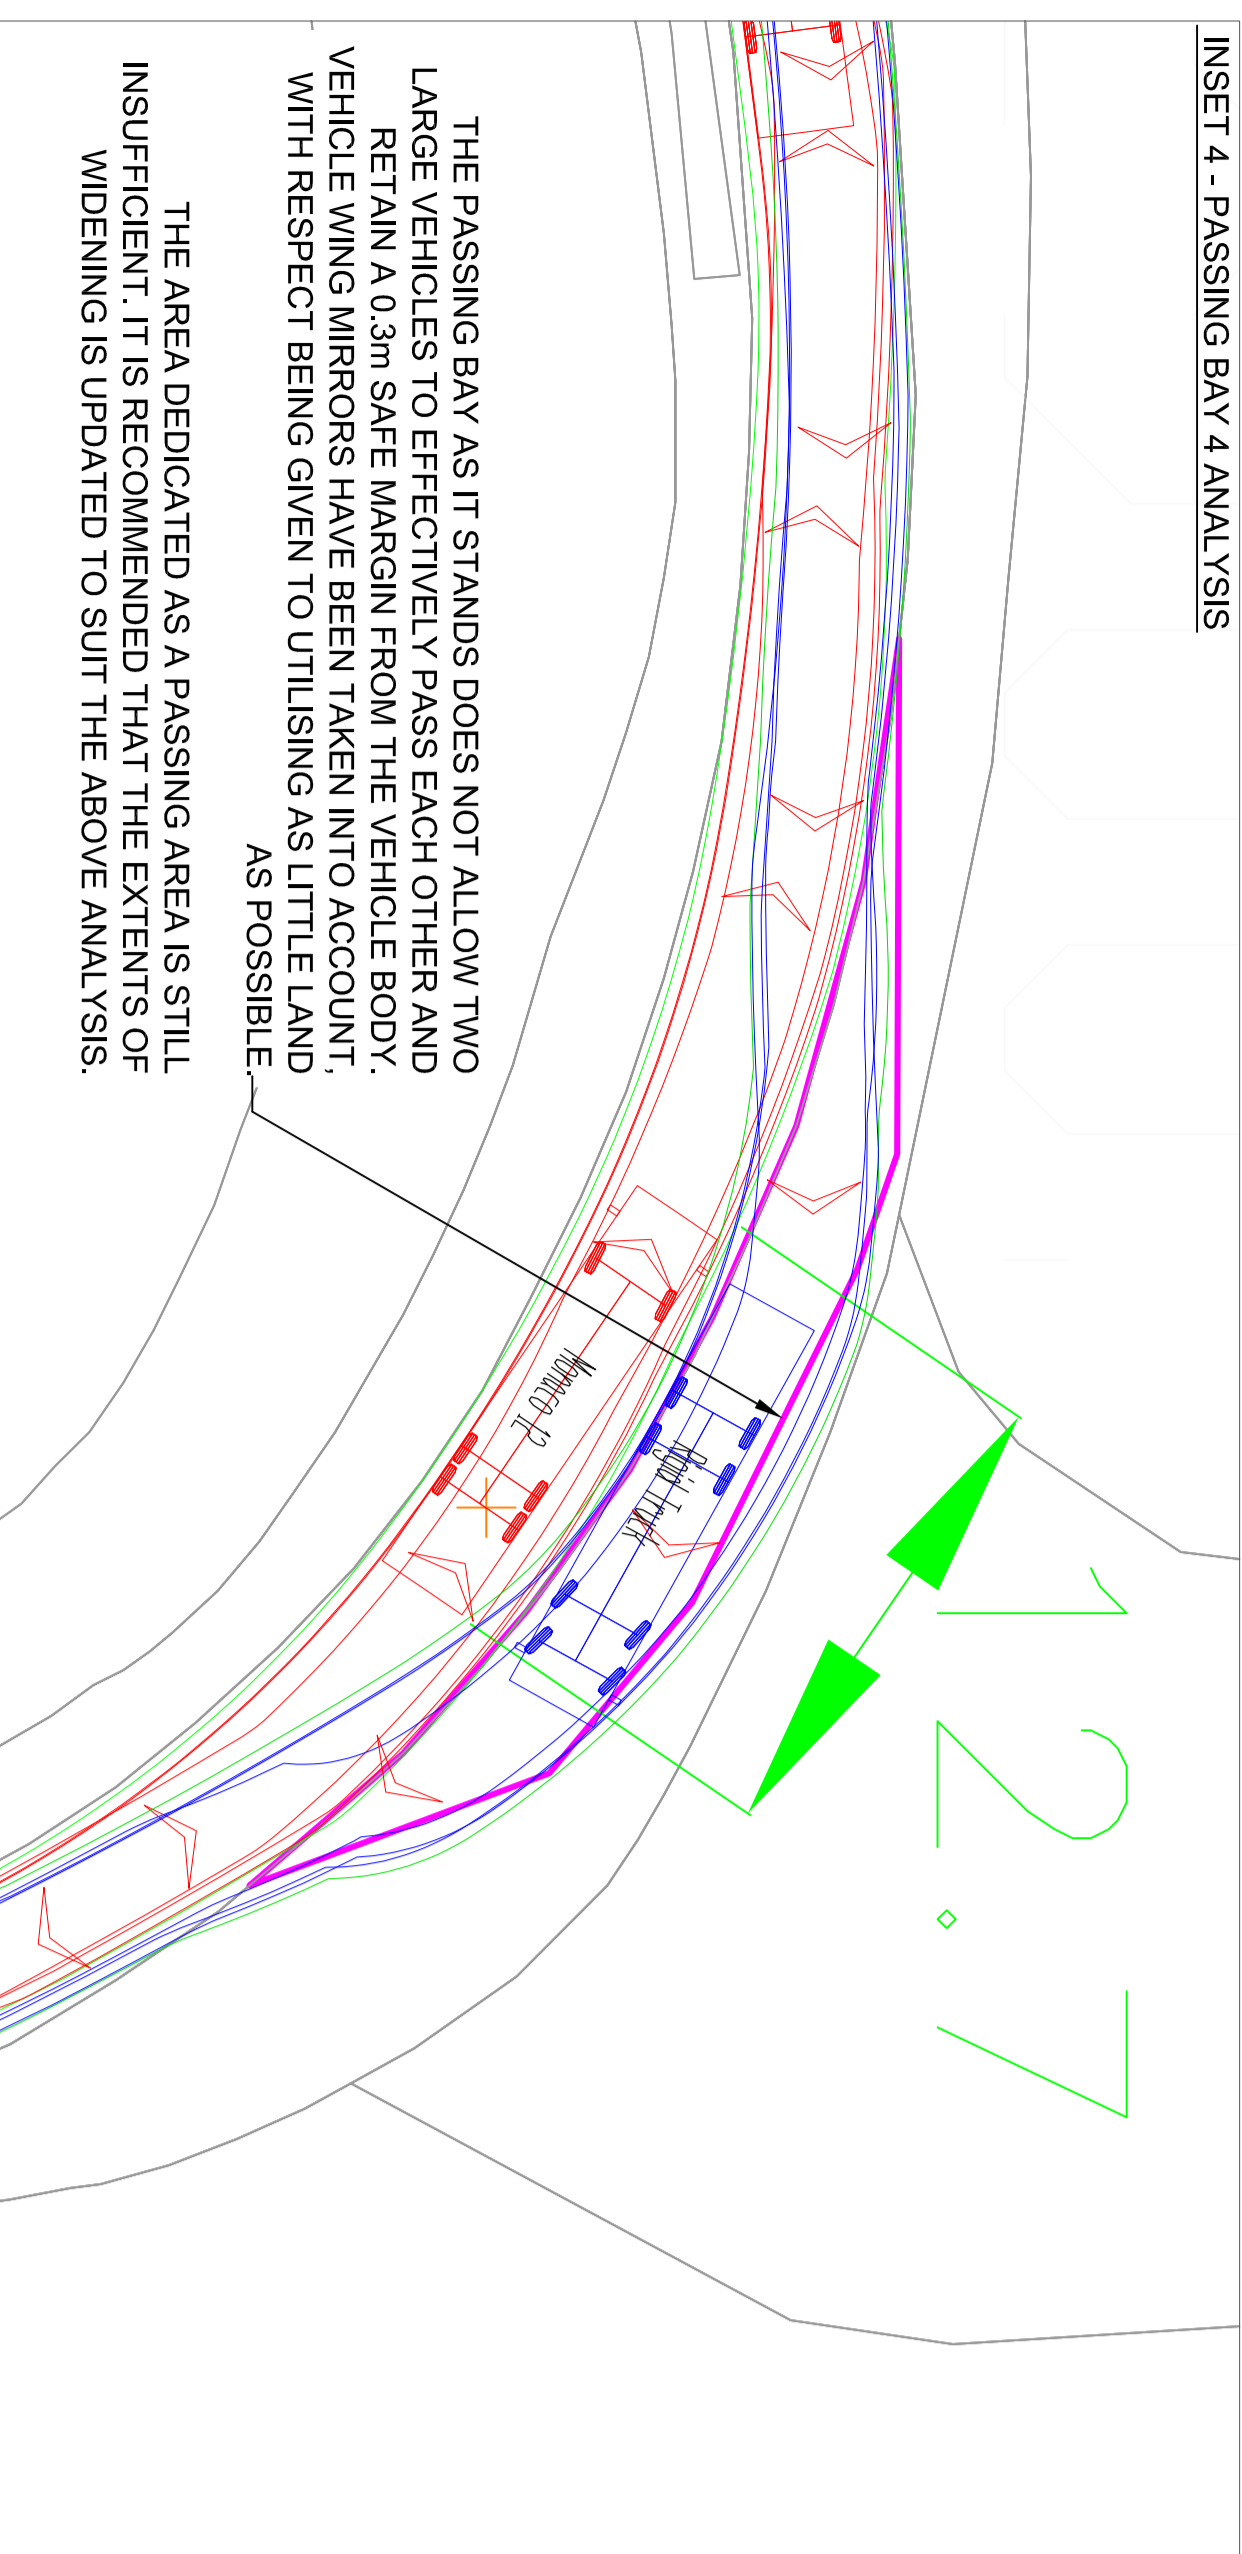 INSET 4 - PASSING BAY 4 ANALYSIS
THE PASSING BAY AS IT STANDS DOES NOT ALLOW TWO
LARGE VEHICLES TO EFFECTIVELY PASS EACH OTHER AND
RETAIN A 0.3m SAFE MARGIN FROM THE VEHICLE BODY.
VEHICLE WING MIRRORS HAVE BEEN TAKEN INTO ACCOUNT,
WITH RESPECT BEING GIVEN TO UTILISING AS LITTLE LAND
AS POSSIBLE.
THE AREA DEDICATED AS A PASSING AREA IS STILL
INSUFFICIENT. IT IS RECOMMENDED THAT THE EXTENTS OF
WIDENING IS UPDATED TO SUIT THE ABOVE ANALYSIS.
12.7
Rigid Truck
Monaco 12